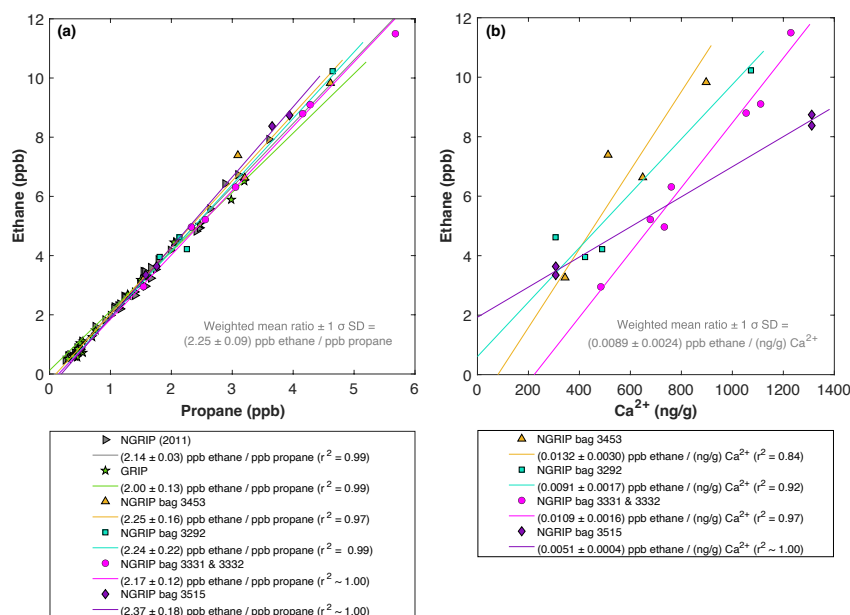 (a)
Ethane (ppb)
12
10
8
6
4
2
0
0
1
2
3
4
5
6
Propane (ppb)
Weighted mean ratio ± 1 σ SD =
(2.25 ± 0.09) ppb ethane / ppb propane
NGRIP (2011)
(2.14 ± 0.03) ppb ethane / ppb propane (r² = 0.99)
GRIP
(2.00 ± 0.13) ppb ethane / ppb propane (r² = 0.99)
NGRIP bag 3453
(2.25 ± 0.16) ppb ethane / ppb propane (r² = 0.97)
NGRIP bag 3292
(2.24 ± 0.22) ppb ethane / ppb propane (r² = 0.99)
NGRIP bag 3331 & 3332
(2.17 ± 0.12) ppb ethane / ppb propane (r² ~ 1.00)
NGRIP bag 3515
(2.37 ± 0.18) ppb ethane / ppb propane (r² ~ 1.00)
(b)
Ethane (ppb)
12
10
8
6
4
2
0
0
200
400
600
800
1000
1200
1400
Ca²⁺ (ng/g)
Weighted mean ratio ± 1 σ SD =
(0.0089 ± 0.0024) ppb ethane / (ng/g) Ca²⁺
NGRIP bag 3453
(0.0132 ± 0.0030) ppb ethane / (ng/g) Ca²⁺ (r² = 0.84)
NGRIP bag 3292
(0.0091 ± 0.0017) ppb ethane / (ng/g) Ca²⁺ (r² = 0.92)
NGRIP bag 3331 & 3332
(0.0109 ± 0.0016) ppb ethane / (ng/g) Ca²⁺ (r² = 0.97)
NGRIP bag 3515
(0.0051 ± 0.0004) ppb ethane / (ng/g) Ca²⁺ (r² ~ 1.00)